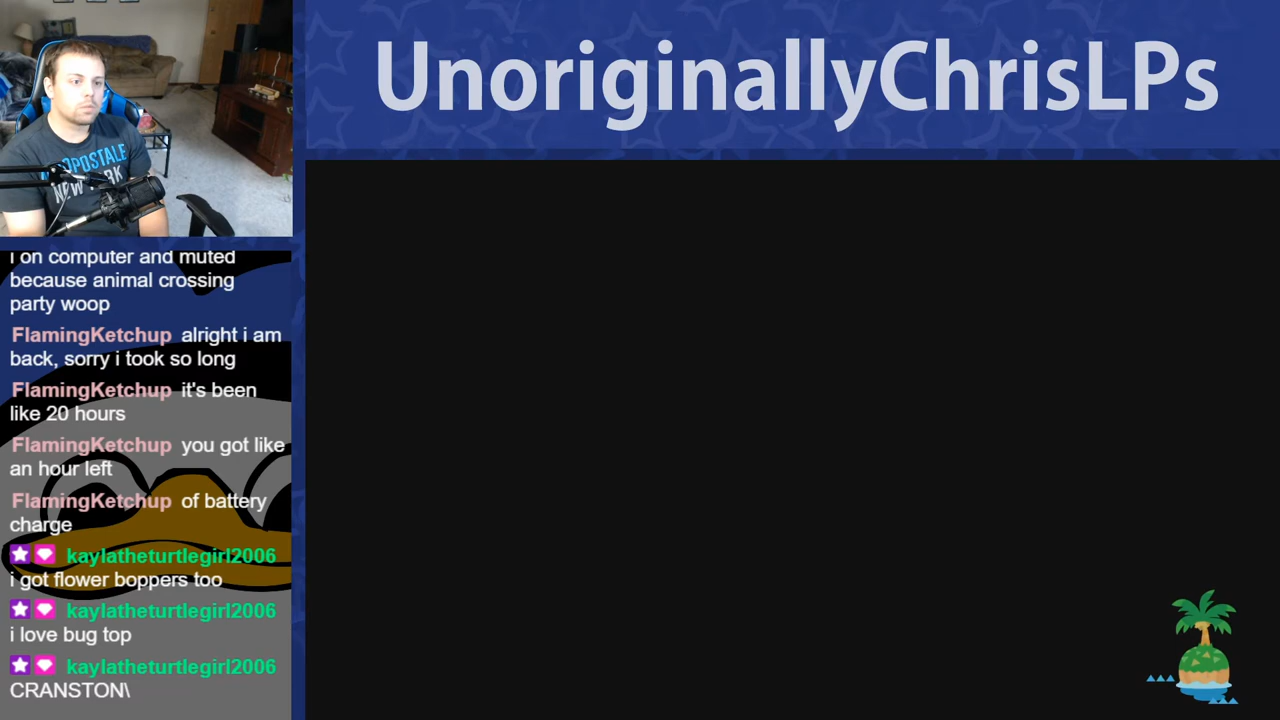 UnoriginallyChrisLPs
NEW YORK
i on computer and muted
because animal crossing
party woop
FlamingKetchup alright i am
back, sorry i took so long
FlamingKetchup it's been
like 20 hours
FlamingKetchup you got like
an hour left
FlamingKetchup of battery
charge
kaylatheturtlegirl2006
i got flower boppers too
kaylatheturtlegirl2006
i love bug top
kaylatheturtlegirl2006
CRANSTON\